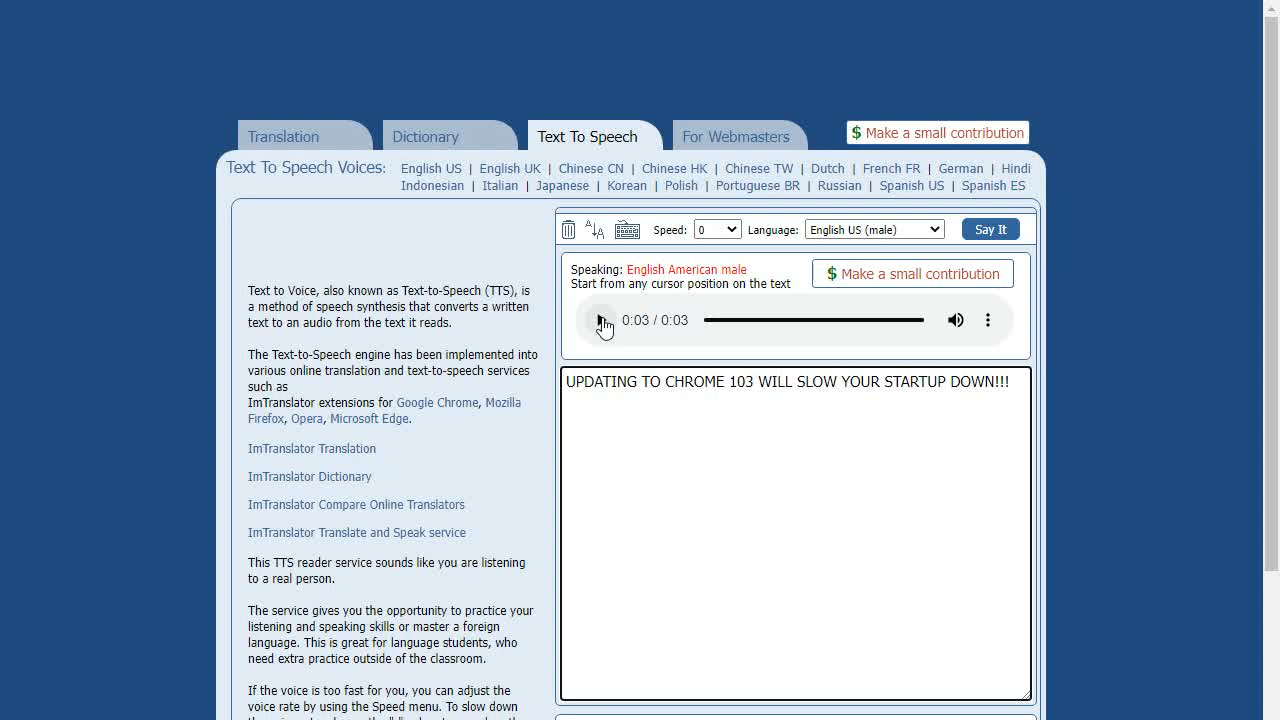 Translation
Dictionary
Text To Speech
For Webmasters
$ Make a small contribution
Text To Speech Voices:
English US | English UK | Chinese CN | Chinese HK | Chinese TW | Dutch | French FR | German | Hindi
Indonesian | Italian | Japanese | Korean | Polish | Portuguese BR | Russian | Spanish US | Spanish ES
Speed: 0 Language: English US (male) Say It
Speaking: English American male
Start from any cursor position on the text
$ Make a small contribution
0:03 / 0:03
UPDATING TO CHROME 103 WILL SLOW YOUR STARTUP DOWN!!!
Text to Voice, also known as Text-to-Speech (TTS), is
a method of speech synthesis that converts a written
text to an audio from the text it reads.
The Text-to-Speech engine has been implemented into
various online translation and text-to-speech services
such as
ImTranslator extensions for Google Chrome, Mozilla
Firefox, Opera, Microsoft Edge.
ImTranslator Translation
ImTranslator Dictionary
ImTranslator Compare Online Translators
ImTranslator Translate and Speak service
This TTS reader service sounds like you are listening
to a real person.
The service gives you the opportunity to practice your
listening and speaking skills or master a foreign
language. This is great for language students, who
need extra practice outside of the classroom.
If the voice is too fast for you, you can adjust the
voice rate by using the Speed menu. To slow down